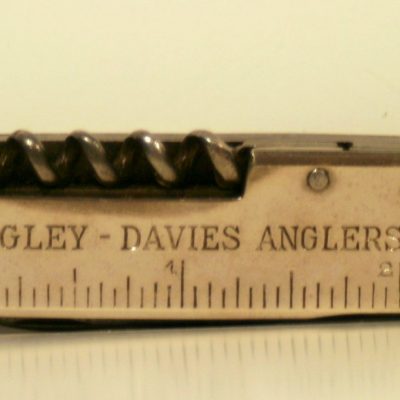 GLEY - DAVIES ANGLERS
1 2